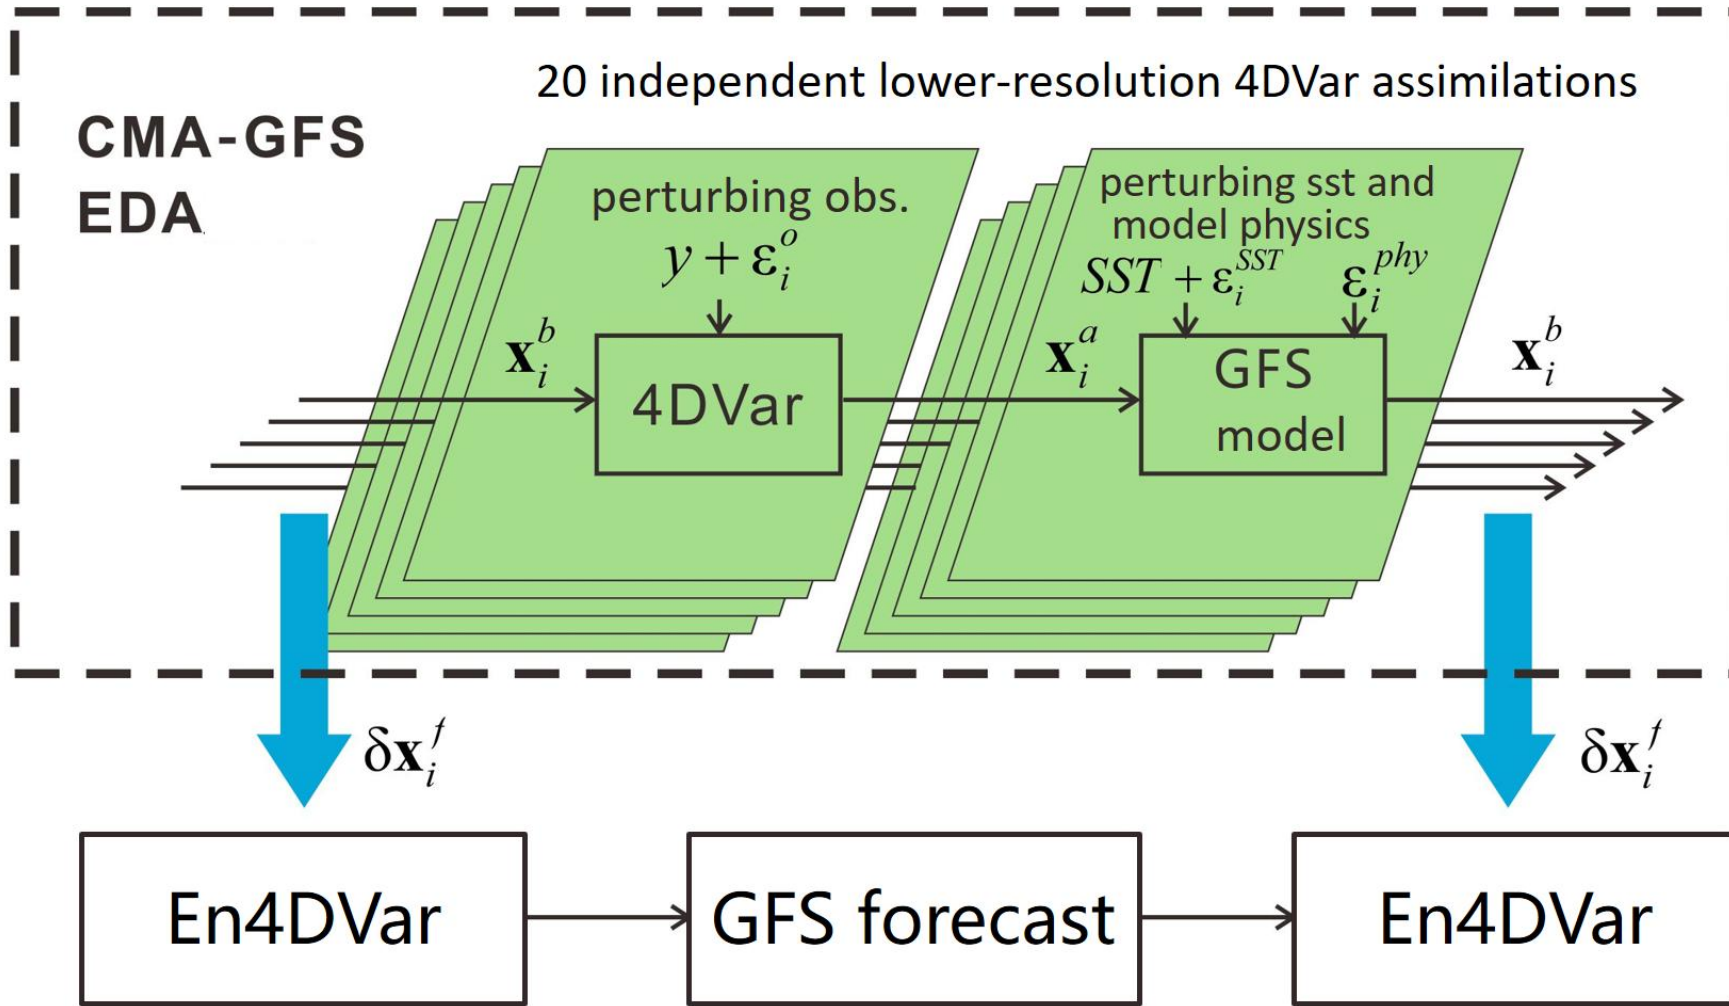 20 independent lower-resolution 4DVar assimilations
CMA-GFS
EDA
perturbing obs.
y + ε_i^o
x_i^b
4DVar
perturbing sst and
model physics
SST + ε_i^{SST}
ε_i^{phy}
x_i^a
GFS
model
x_i^b
δx_i^f
δx_i^f
En4DVar
GFS forecast
En4DVar